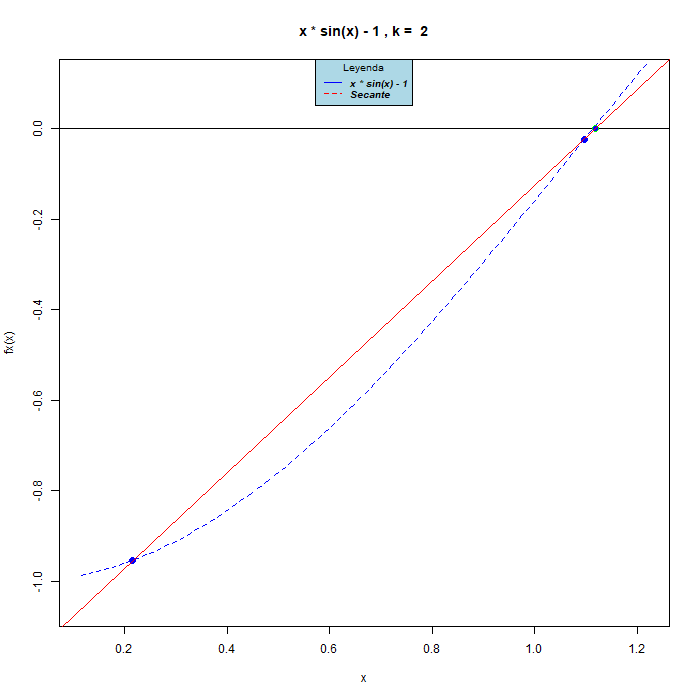 x * sin(x) - 1 , k =  2
Leyenda
x * sin(x) - 1
Secante
0.0
-0.2
-0.4
-0.6
-0.8
-1.0
fx(x)
0.2 0.4 0.6 0.8 1.0 1.2
x